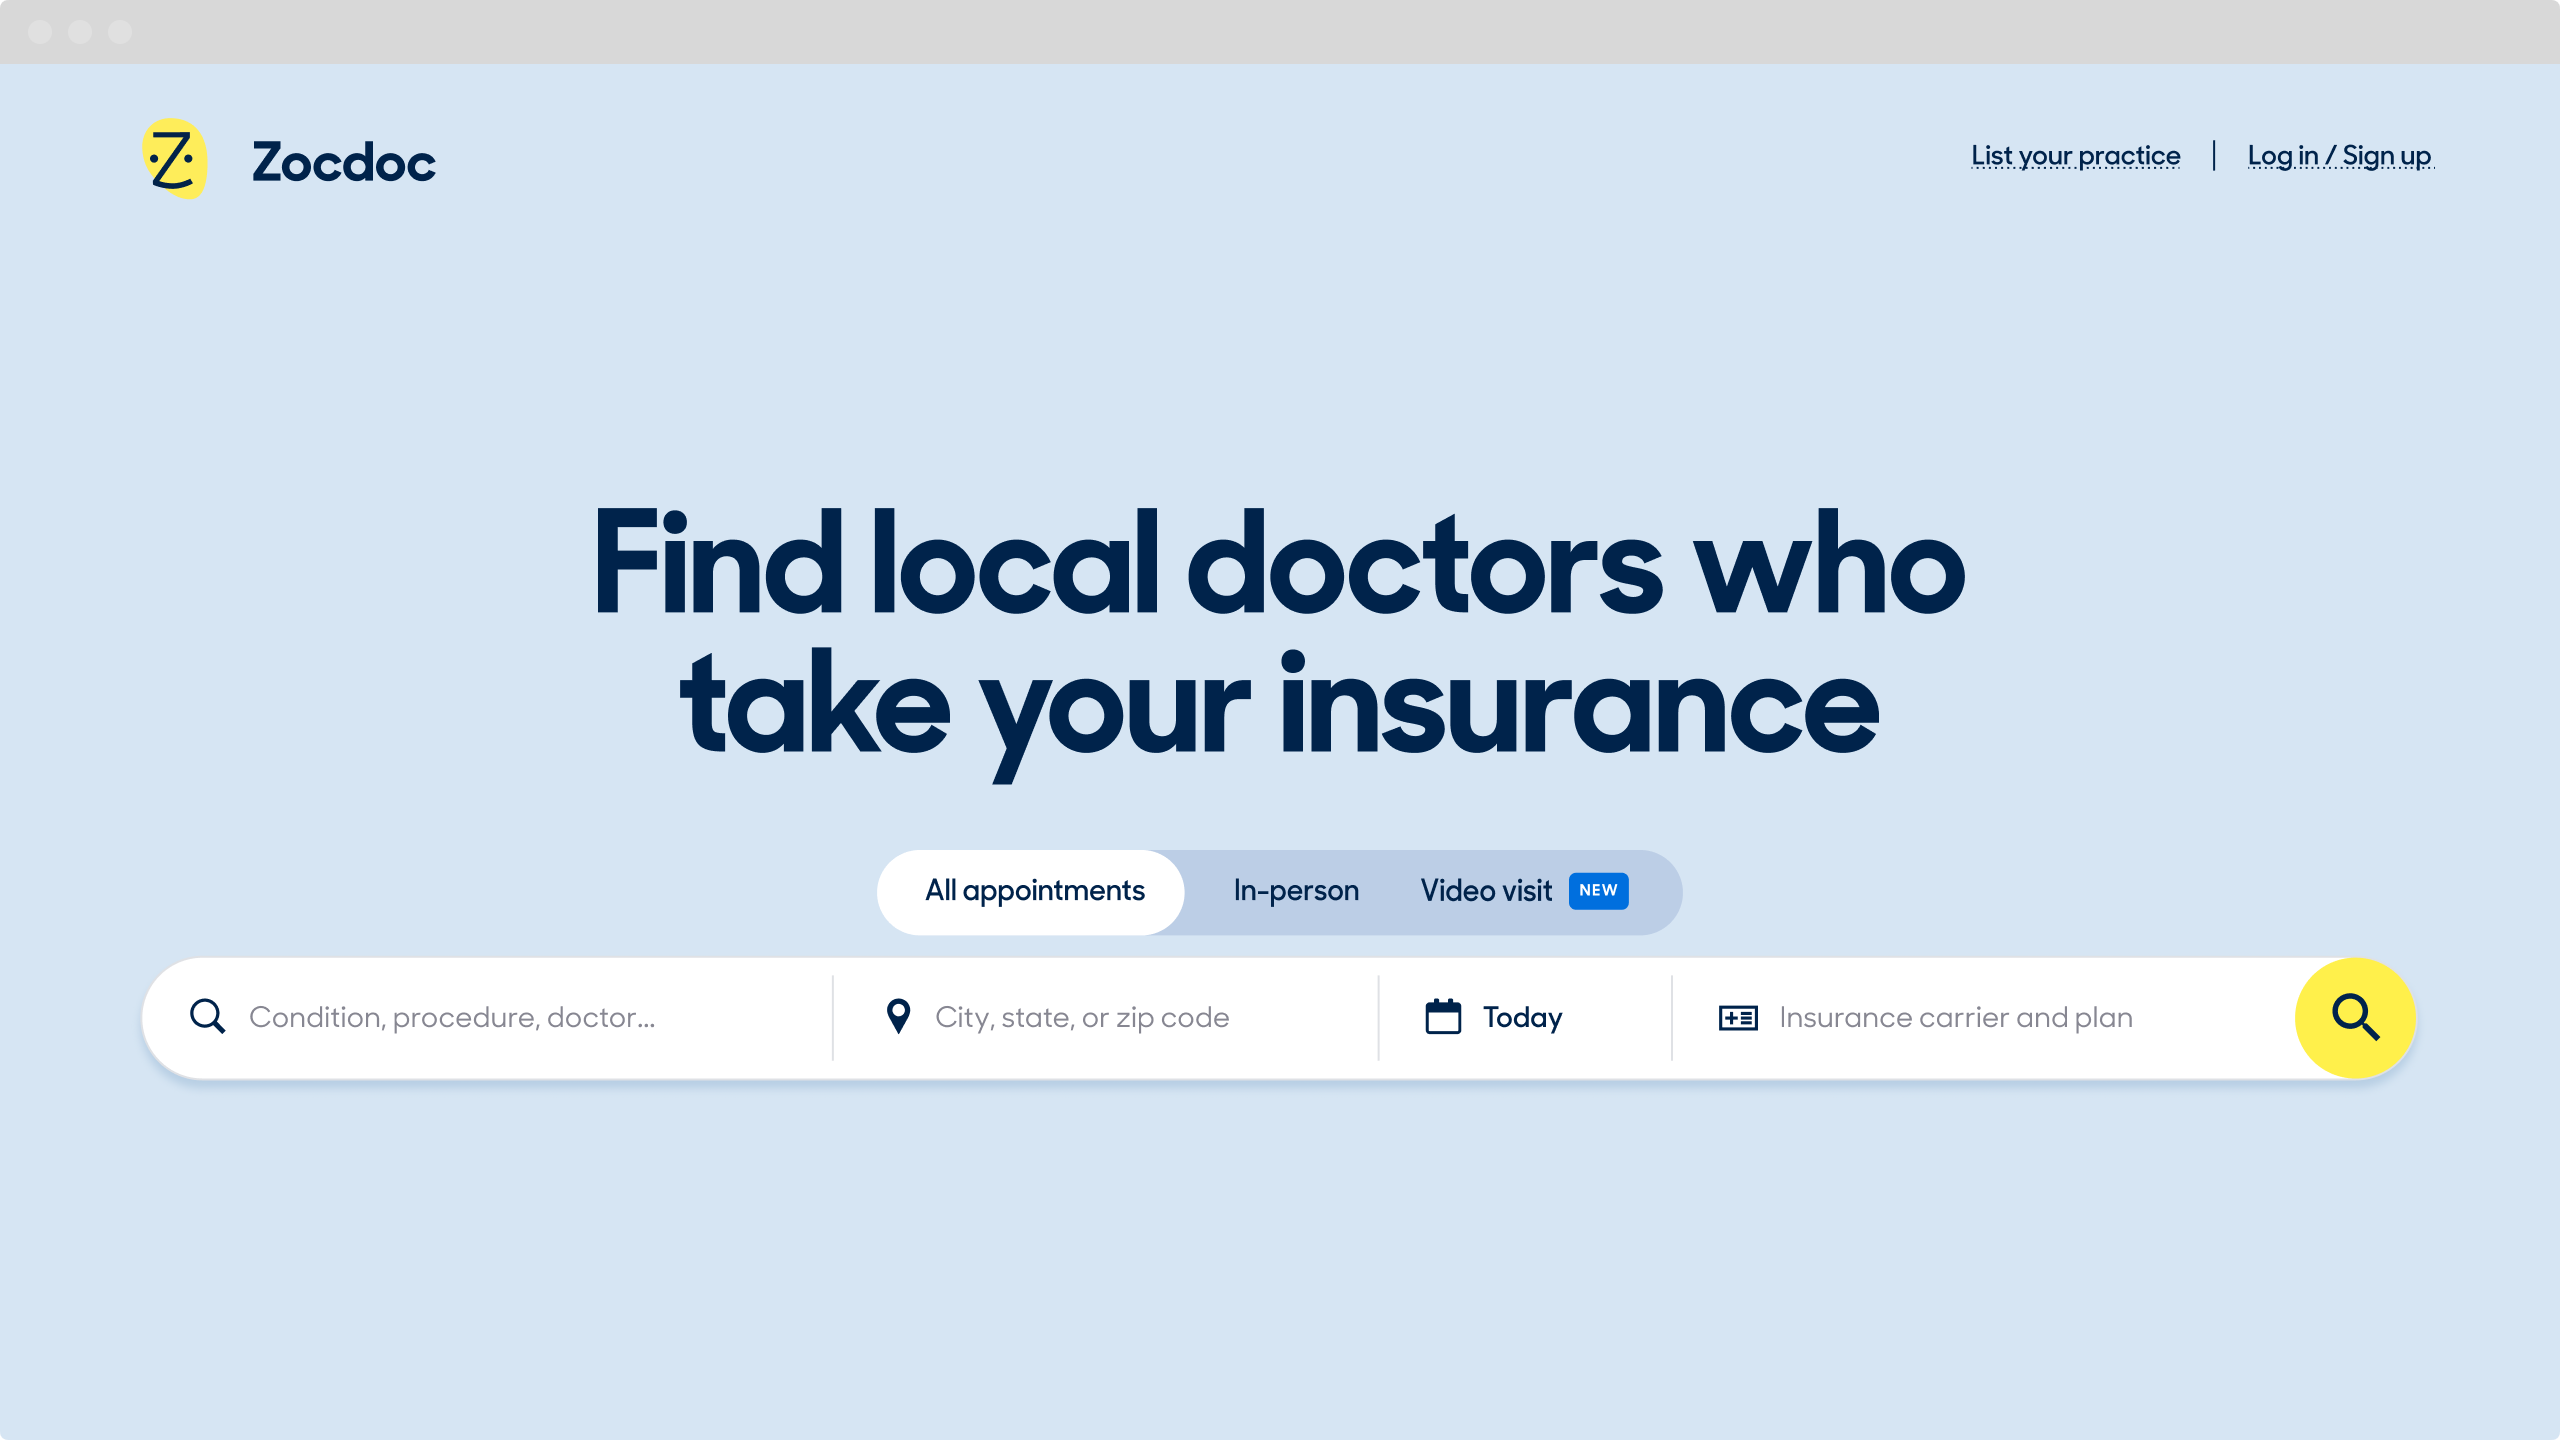 Zocdoc
List your practice
Log in / Sign up
Find local doctors who
take your insurance
All appointments
In-person
Video visit NEW
Condition, procedure, doctor...
City, state, or zip code
Today
Insurance carrier and plan